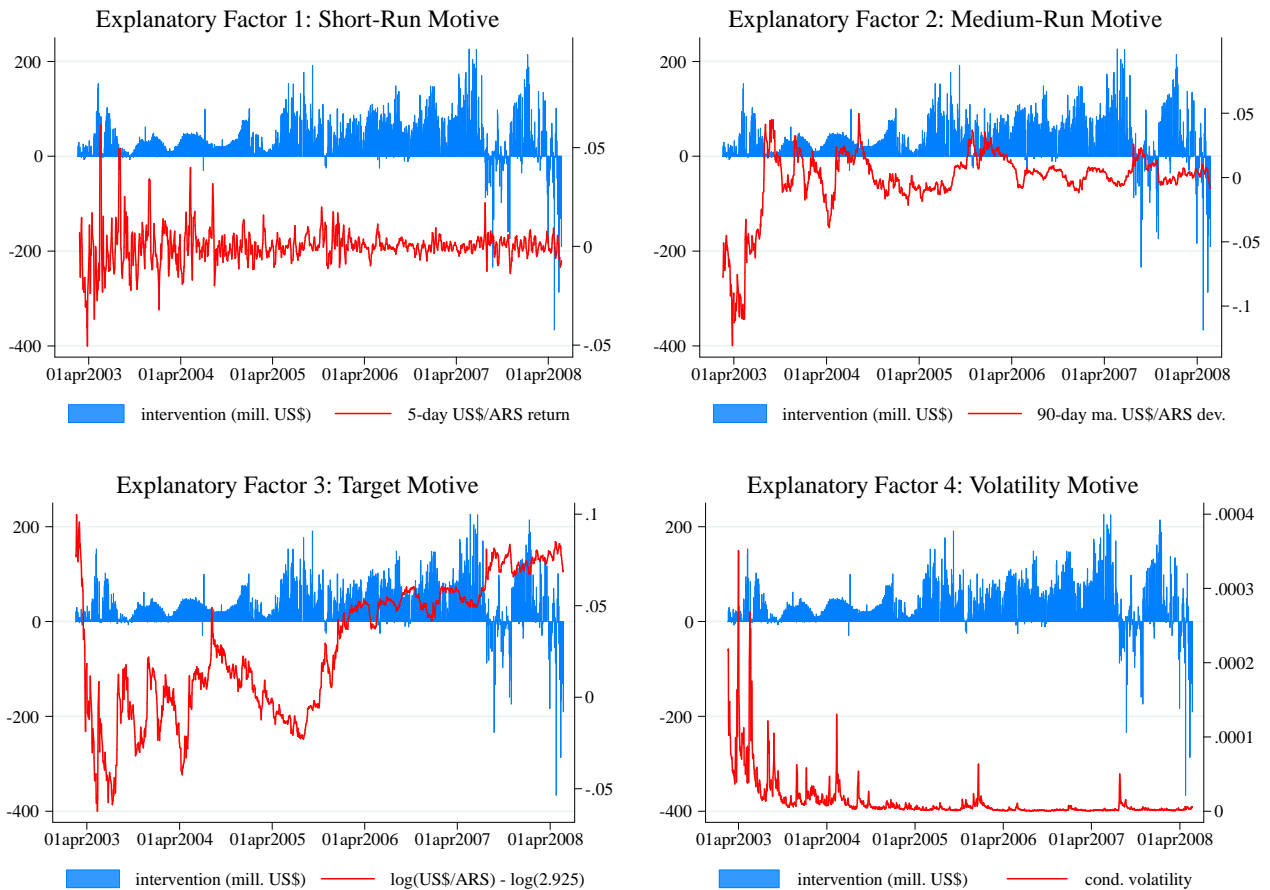 Explanatory Factor 1: Short-Run Motive
200
0
-200
-400
.05
0
-.05
01apr2003 01apr2004 01apr2005 01apr2006 01apr2007 01apr2008
intervention (mill. US$) 5-day US$/ARS return
Explanatory Factor 2: Medium-Run Motive
200
0
-200
-400
.05
0
-.05
-.1
01apr2003 01apr2004 01apr2005 01apr2006 01apr2007 01apr2008
intervention (mill. US$) 90-day ma. US$/ARS dev.
Explanatory Factor 3: Target Motive
200
0
-200
-400
.1
.05
0
-.05
01apr2003 01apr2004 01apr2005 01apr2006 01apr2007 01apr2008
intervention (mill. US$) log(US$/ARS) - log(2.925)
Explanatory Factor 4: Volatility Motive
200
0
-200
-400
.0004
.0003
.0002
.0001
0
01apr2003 01apr2004 01apr2005 01apr2006 01apr2007 01apr2008
intervention (mill. US$) cond. volatility